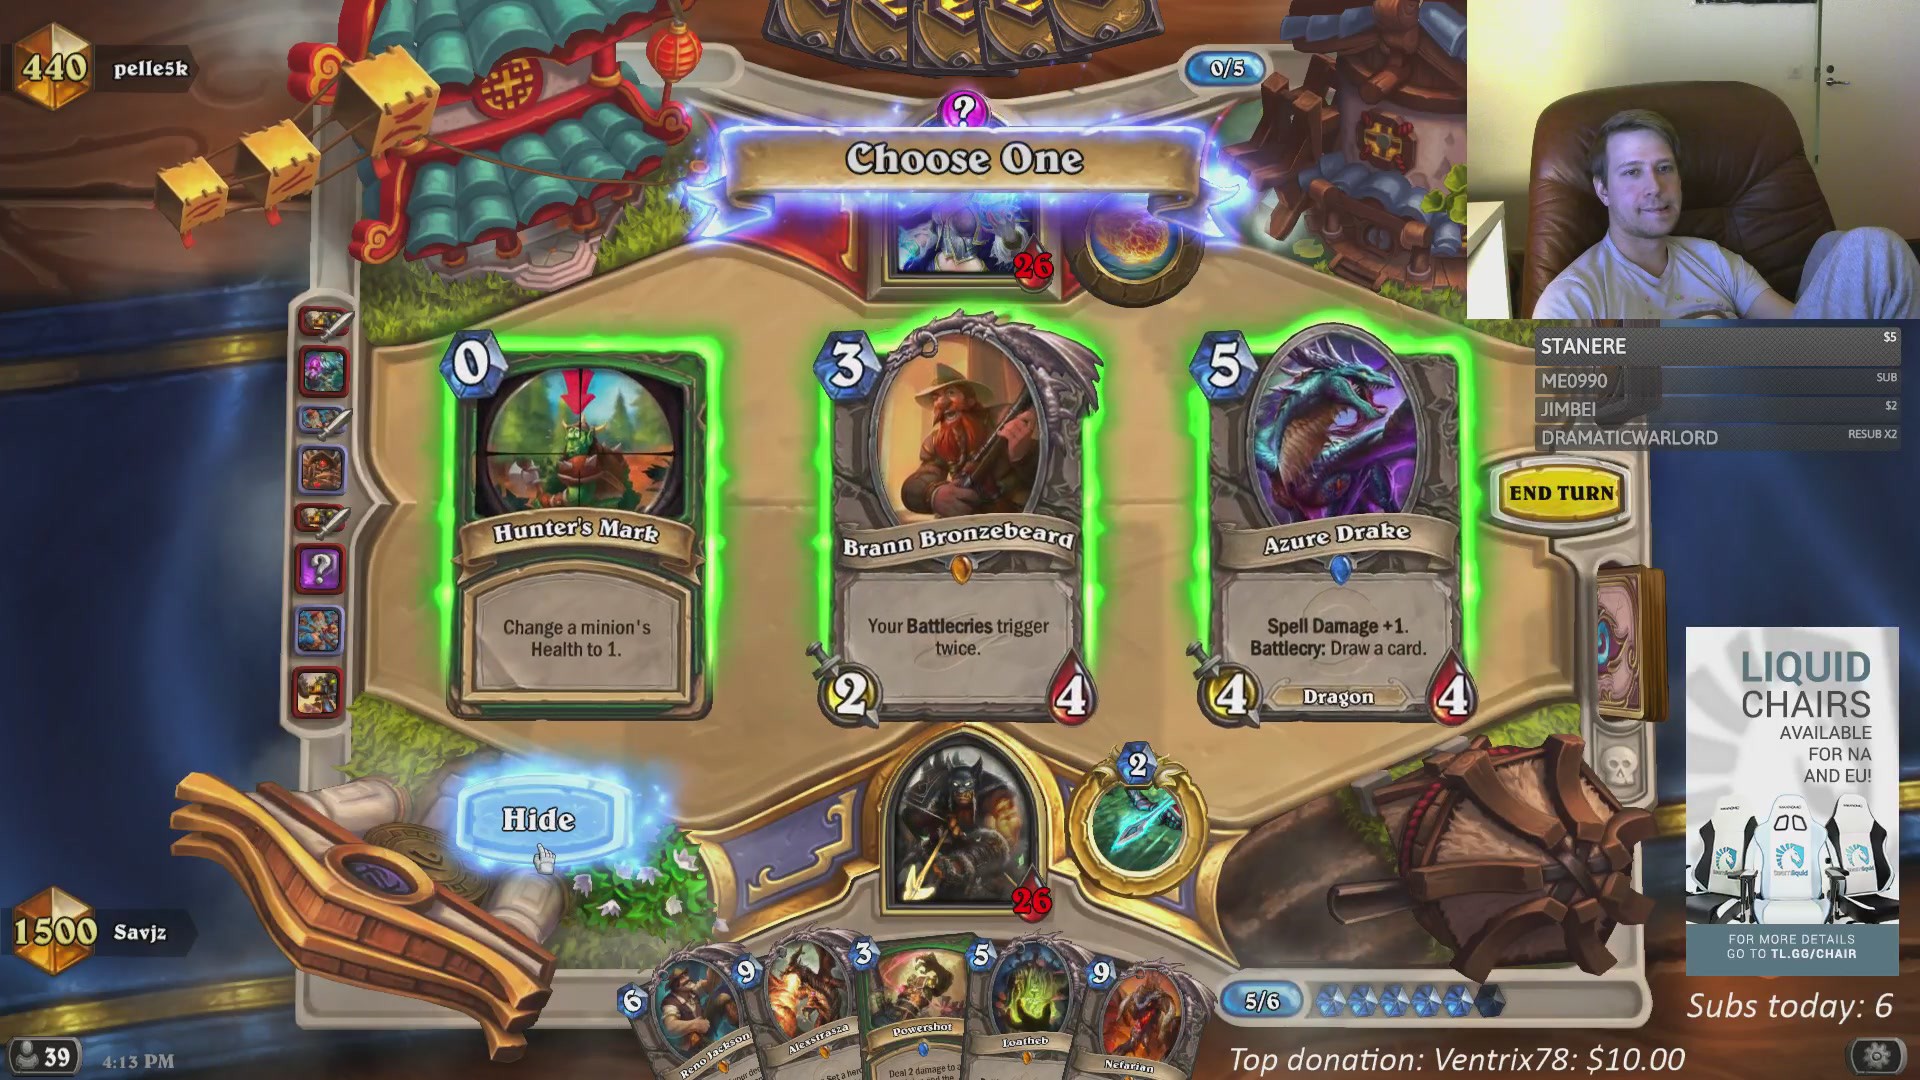 440
pelle5k
0/5
?
Choose One
26
0
Hunter's Mark
Change a minion's
Health to 1.
3
Brann Bronzebeard
Your Battlecries trigger
twice.
2
4
5
Azure Drake
Spell Damage +1.
Battlecry: Draw a card.
4
Dragon
4
STANERE $5
ME0990 SUB
JIMBEI $2
DRAMATICWARLORD RESUB X2
END TURN
?
LIQUID
CHAIRS
AVAILABLE
FOR NA
AND EU!
FOR MORE DETAILS
GO TO TL.GG/CHAIR
Hide
2
26
1500
Savjz
6
Reno Jackson
9
Alexstrasza
3
Powershot
Deal 2 damage to a
5
Loatheb
9
Nefarian
5/6
Subs today: 6
39
4:13 PM
Top donation: Ventrix78: $10.00